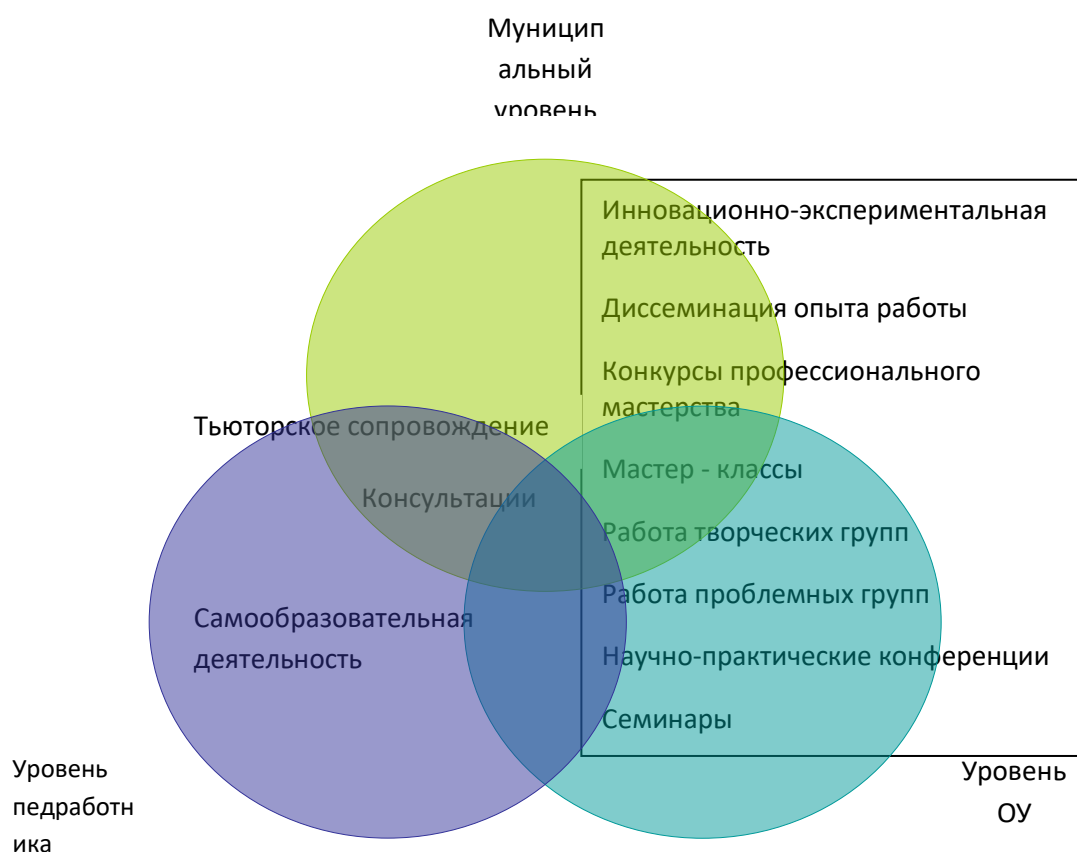 Муницип
альный
уровень
Инновационно-экспериментальная
деятельность
Диссеминация опыта работы
Конкурсы профессионального
мастерства
Тьюторское сопровождение
Мастер - классы
Консультации
Работа творческих групп
Работа проблемных групп
Самообразовательная
деятельность
Научно-практические конференции
Семинары
Уровень
педработн
ика
Уровень
ОУ